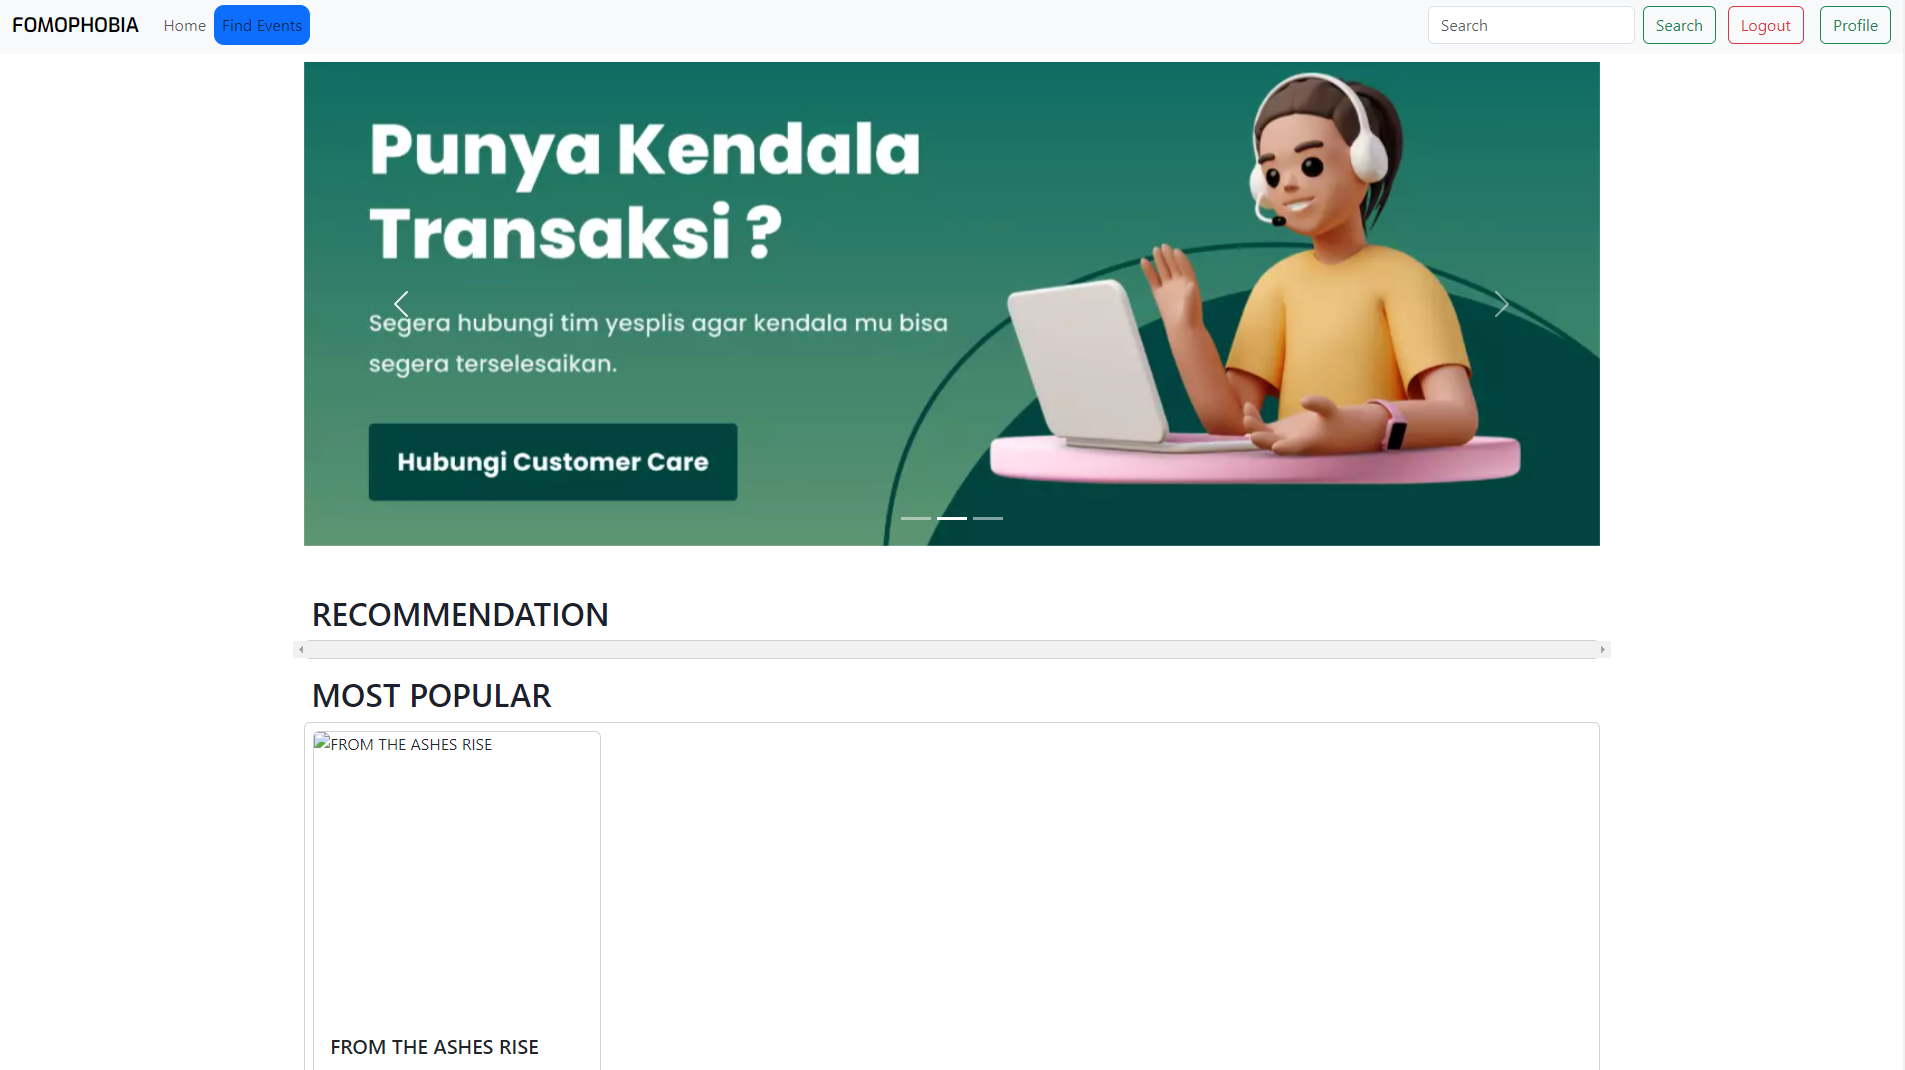 FOMOPHOBIA Home Find Events Search Search Logout Profile
Punya Kendala
Transaksi ?
Segera hubungi tim yesplis agar kendala mu bisa
segera terselesaikan.
Hubungi Customer Care
RECOMMENDATION
MOST POPULAR
FROM THE ASHES RISE
FROM THE ASHES RISE